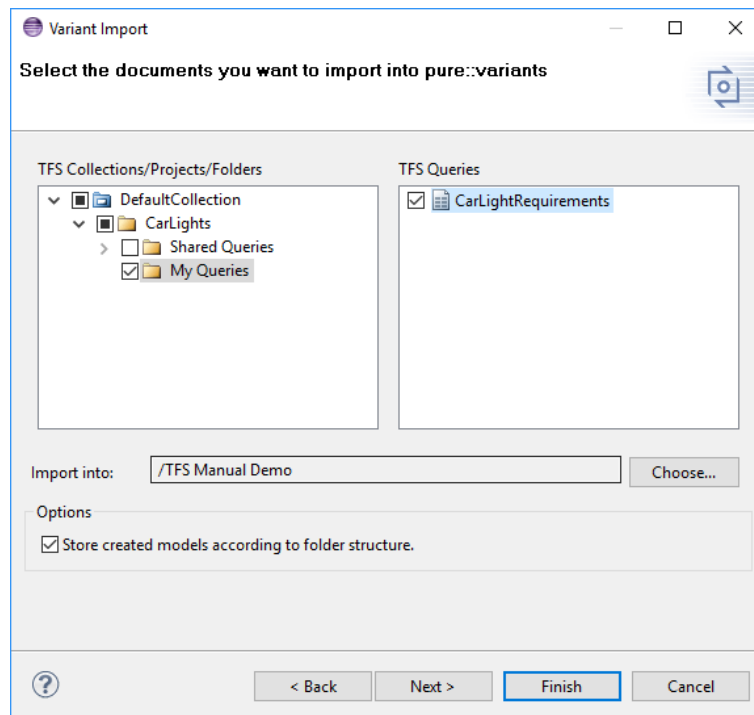 Variant Import
Select the documents you want to import into pure::variants
TFS Collections/Projects/Folders
DefaultCollection
CarLights
Shared Queries
My Queries
TFS Queries
CarLightRequirements
Import into: /TFS Manual Demo Choose...
Options
Store created models according to folder structure.
< Back Next > Finish Cancel